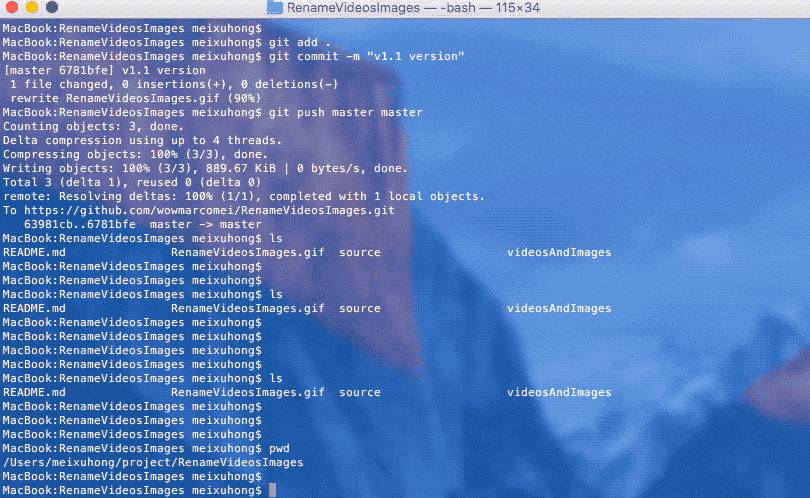 RenameVideosImages — -bash — 115×34
MacBook:RenameVideosImages meixuhong$
MacBook:RenameVideosImages meixuhong$ git add .
MacBook:RenameVideosImages meixuhong$ git commit -m "v1.1 version"
[master 6781bfe] v1.1 version
 1 file changed, 0 insertions(+), 0 deletions(-)
 rewrite RenameVideosImages.gif (90%)
MacBook:RenameVideosImages meixuhong$ git push master master
Counting objects: 3, done.
Delta compression using up to 4 threads.
Compressing objects: 100% (3/3), done.
Writing objects: 100% (3/3), 889.67 KiB | 0 bytes/s, done.
Total 3 (delta 1), reused 0 (delta 0)
remote: Resolving deltas: 100% (1/1), completed with 1 local objects.
To https://github.com/wowmarcomei/RenameVideosImages.git
   63981cb..6781bfe  master -> master
MacBook:RenameVideosImages meixuhong$ ls
README.md               RenameVideosImages.gif  source                  videosAndImages
MacBook:RenameVideosImages meixuhong$
MacBook:RenameVideosImages meixuhong$
MacBook:RenameVideosImages meixuhong$ ls
README.md               RenameVideosImages.gif  source                  videosAndImages
MacBook:RenameVideosImages meixuhong$
MacBook:RenameVideosImages meixuhong$
MacBook:RenameVideosImages meixuhong$
MacBook:RenameVideosImages meixuhong$
MacBook:RenameVideosImages meixuhong$ ls
README.md               RenameVideosImages.gif  source                  videosAndImages
MacBook:RenameVideosImages meixuhong$
MacBook:RenameVideosImages meixuhong$
MacBook:RenameVideosImages meixuhong$
MacBook:RenameVideosImages meixuhong$ pwd
/Users/meixuhong/project/RenameVideosImages
MacBook:RenameVideosImages meixuhong$
MacBook:RenameVideosImages meixuhong$